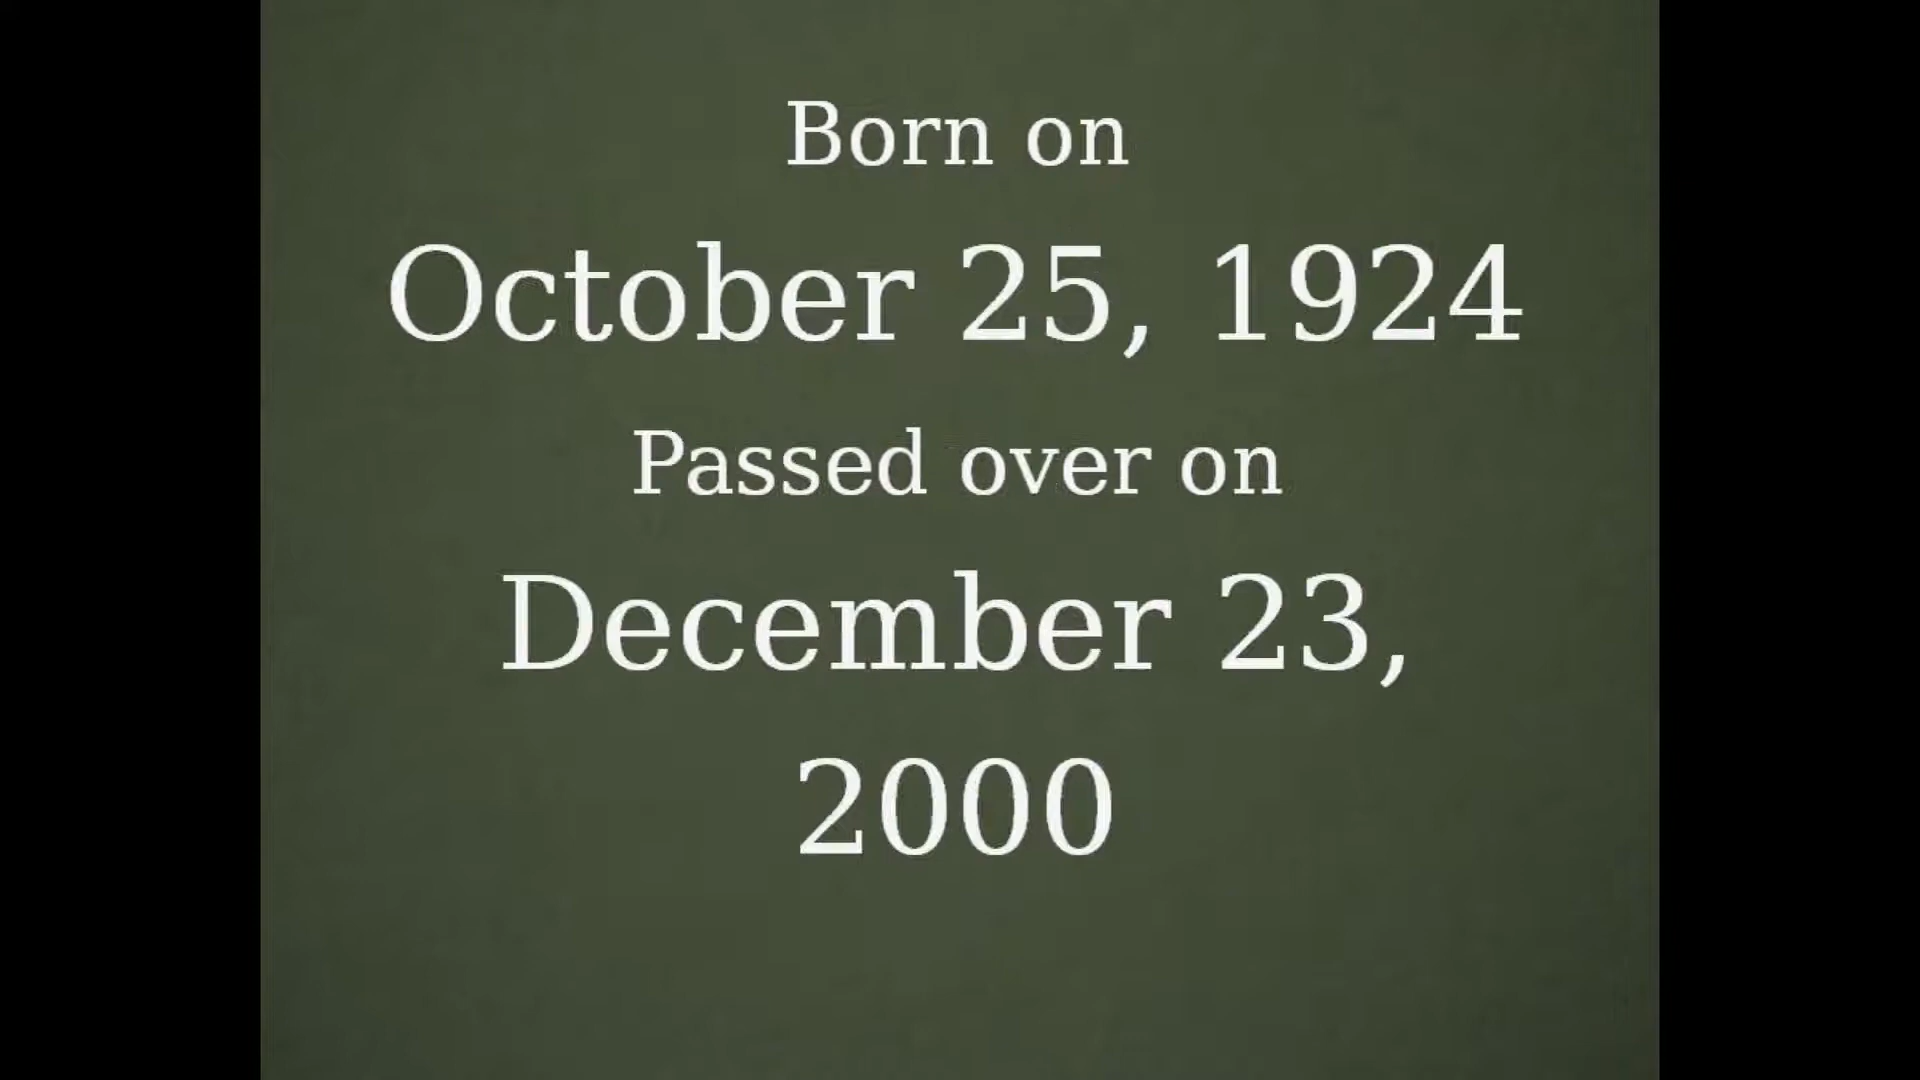 Born on
October 25, 1924
Passed over on
December 23,
2000